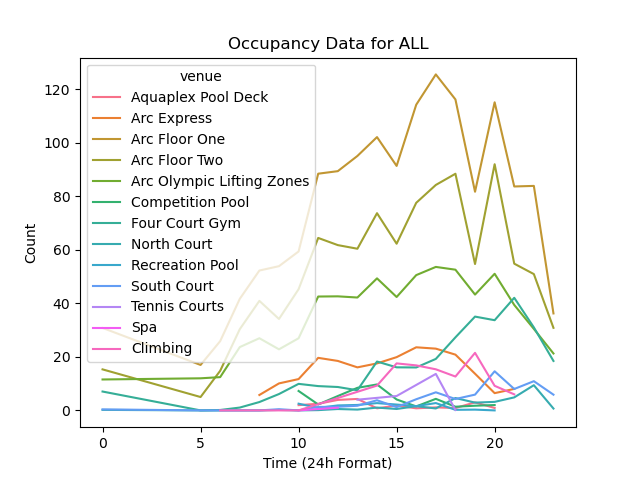 Occupancy Data for ALL
120
100
80
60
40
20
0
Count
venue
Aquaplex Pool Deck
Arc Express
Arc Floor One
Arc Floor Two
Arc Olympic Lifting Zones
Competition Pool
Four Court Gym
North Court
Recreation Pool
South Court
Tennis Courts
Spa
Climbing
0
5
10
15
20
Time (24h Format)